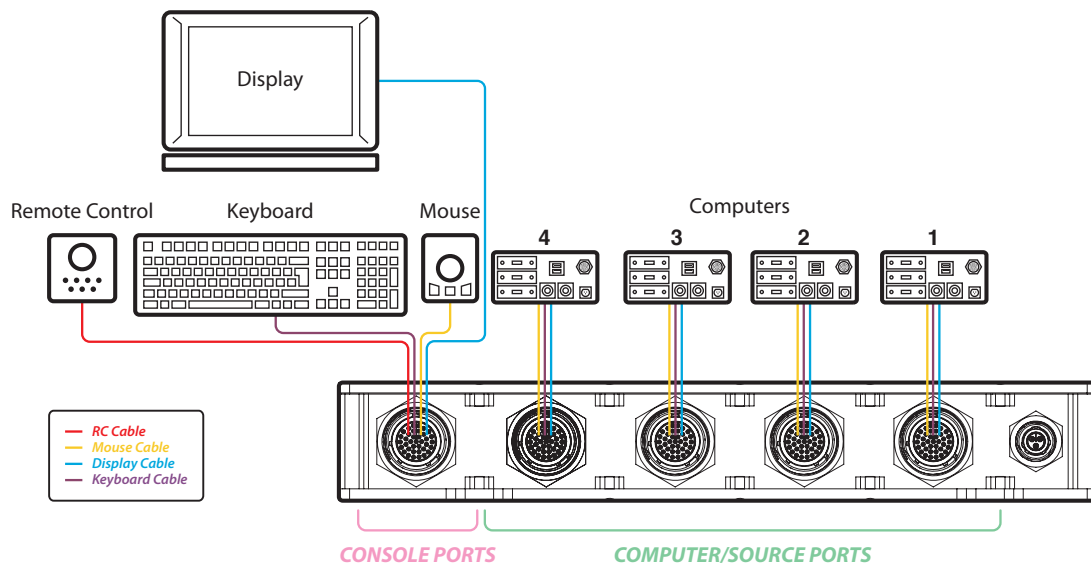 Display
Remote Control
Keyboard
Mouse
Computers
4
3
2
1
RC Cable
Mouse Cable
Display Cable
Keyboard Cable
CONSOLE PORTS
COMPUTER/SOURCE PORTS